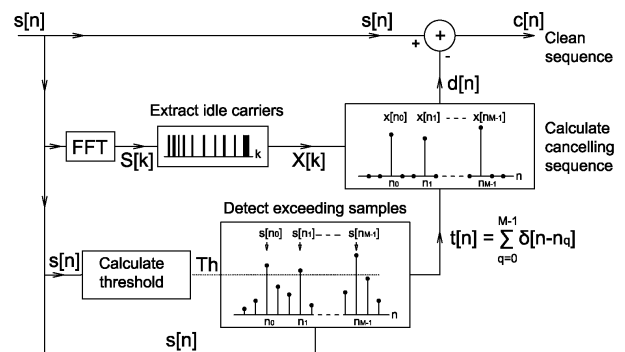 s[n] s[n] c[n]
+ + Clean
- sequence
d[n]
Extract idle carriers
x[n₀] x[n₁] x[nM-1]
FFT S[k] k X[k] Calculate
cancelling
sequence
n
n₀ n₁ nM-1
Detect exceeding samples
s[n₀] s[n₁] s[nM-1]
M-1
t[n] = Σ δ[n-nq]
q=0
s[n] Calculate Th
threshold
n
n₀ n₁ nM-1
s[n]